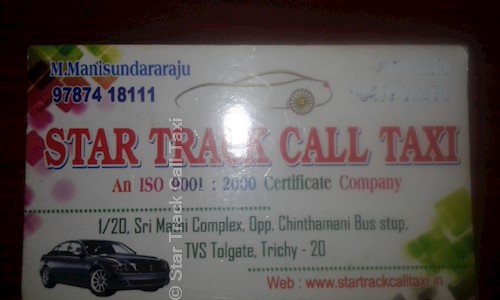 M.Manisundararaju
97874 18111
STAR TRACK CALL TAXI
An ISO 9001 : 2000 Certificate Company
1/20, Sri Complex, Opp. Chinthamani Bus stop,
TVS Tolgate, Trichy - 20
Web : www.startrackcalltaxi.in
© Star Track Call Taxi